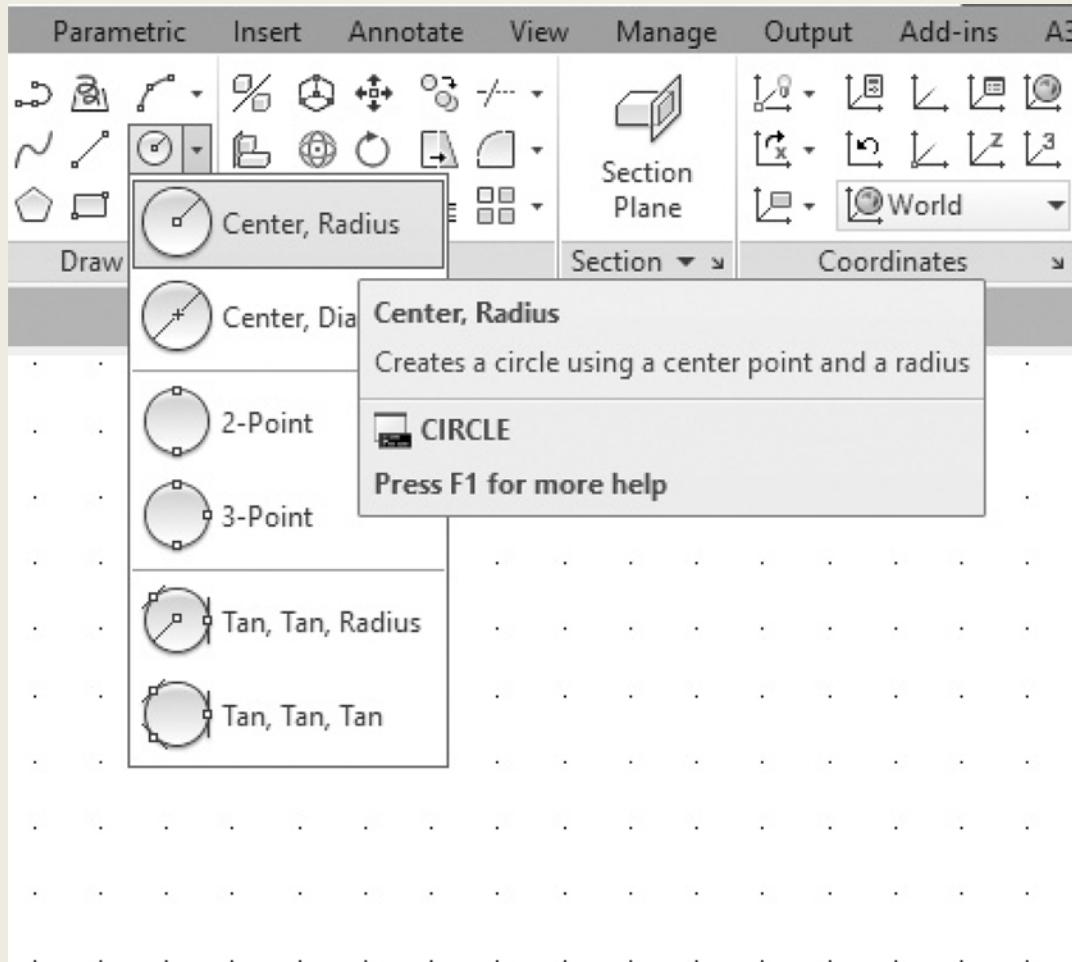 Parametric Insert Annotate View Manage Output Add-ins A3
Section
Plane
World
Draw Section Coordinates
Center, Radius
Center, Dia
2-Point
3-Point
Tan, Tan, Radius
Tan, Tan, Tan
Center, Radius
Creates a circle using a center point and a radius
CIRCLE
Press F1 for more help